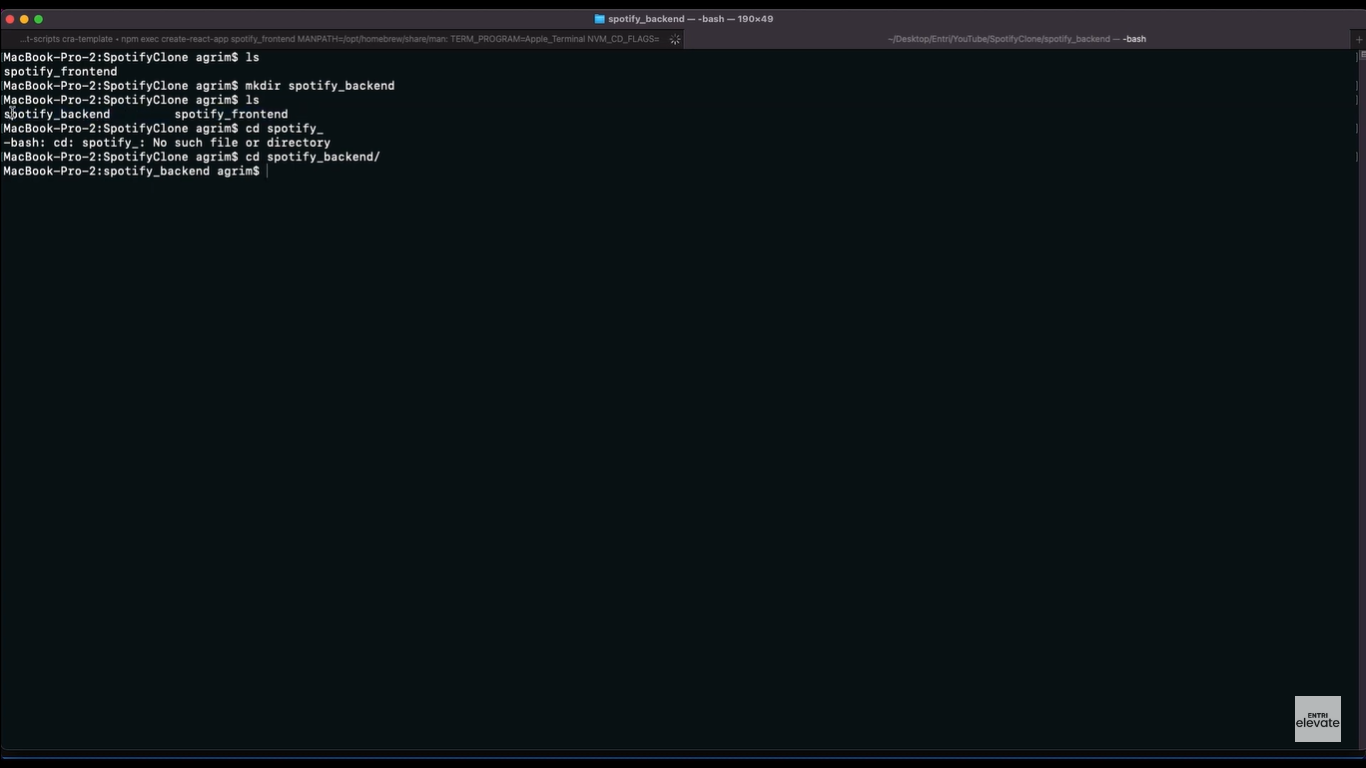 spotify_backend — -bash — 190×49
...t-scripts cra-template • npm exec create-react-app spotify_frontend MANPATH=/opt/homebrew/share/man: TERM_PROGRAM=Apple_Terminal NVM_CD_FLAGS=
~/Desktop/Entri/YouTube/SpotifyClone/spotify_backend — -bash
MacBook-Pro-2:SpotifyClone agrim$ ls
spotify_frontend
MacBook-Pro-2:SpotifyClone agrim$ mkdir spotify_backend
MacBook-Pro-2:SpotifyClone agrim$ ls
spotify_backend spotify_frontend
MacBook-Pro-2:SpotifyClone agrim$ cd spotify_
-bash: cd: spotify_: No such file or directory
MacBook-Pro-2:SpotifyClone agrim$ cd spotify_backend/
MacBook-Pro-2:spotify_backend agrim$
ENTRI
elevate